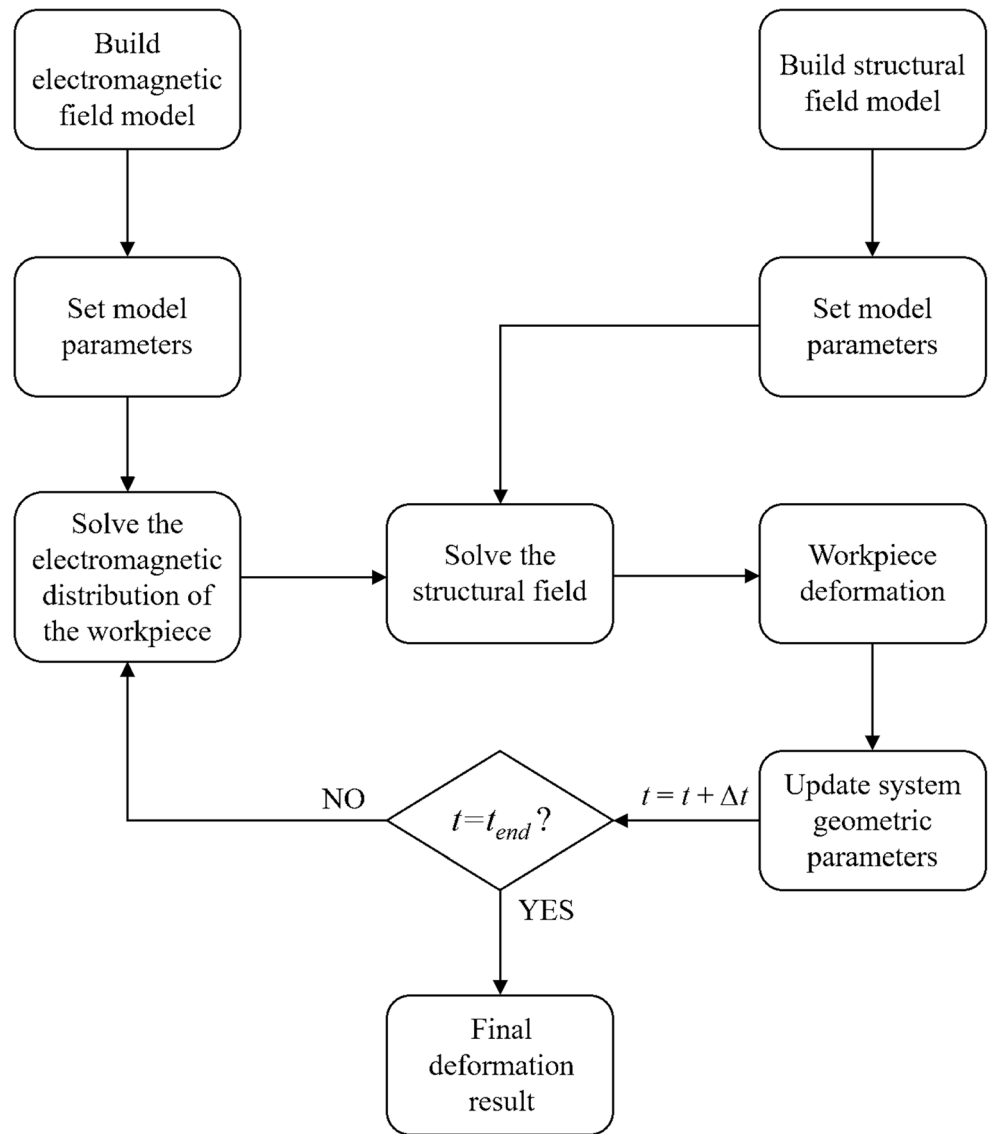 Build
electromagnetic
field model
Build structural
field model
Set model
parameters
Set model
parameters
Solve the
electromagnetic
distribution of
the workpiece
Solve the
structural field
Workpiece
deformation
NO
t=t_end?
t = t + Δt
Update system
geometric
parameters
YES
Final
deformation
result